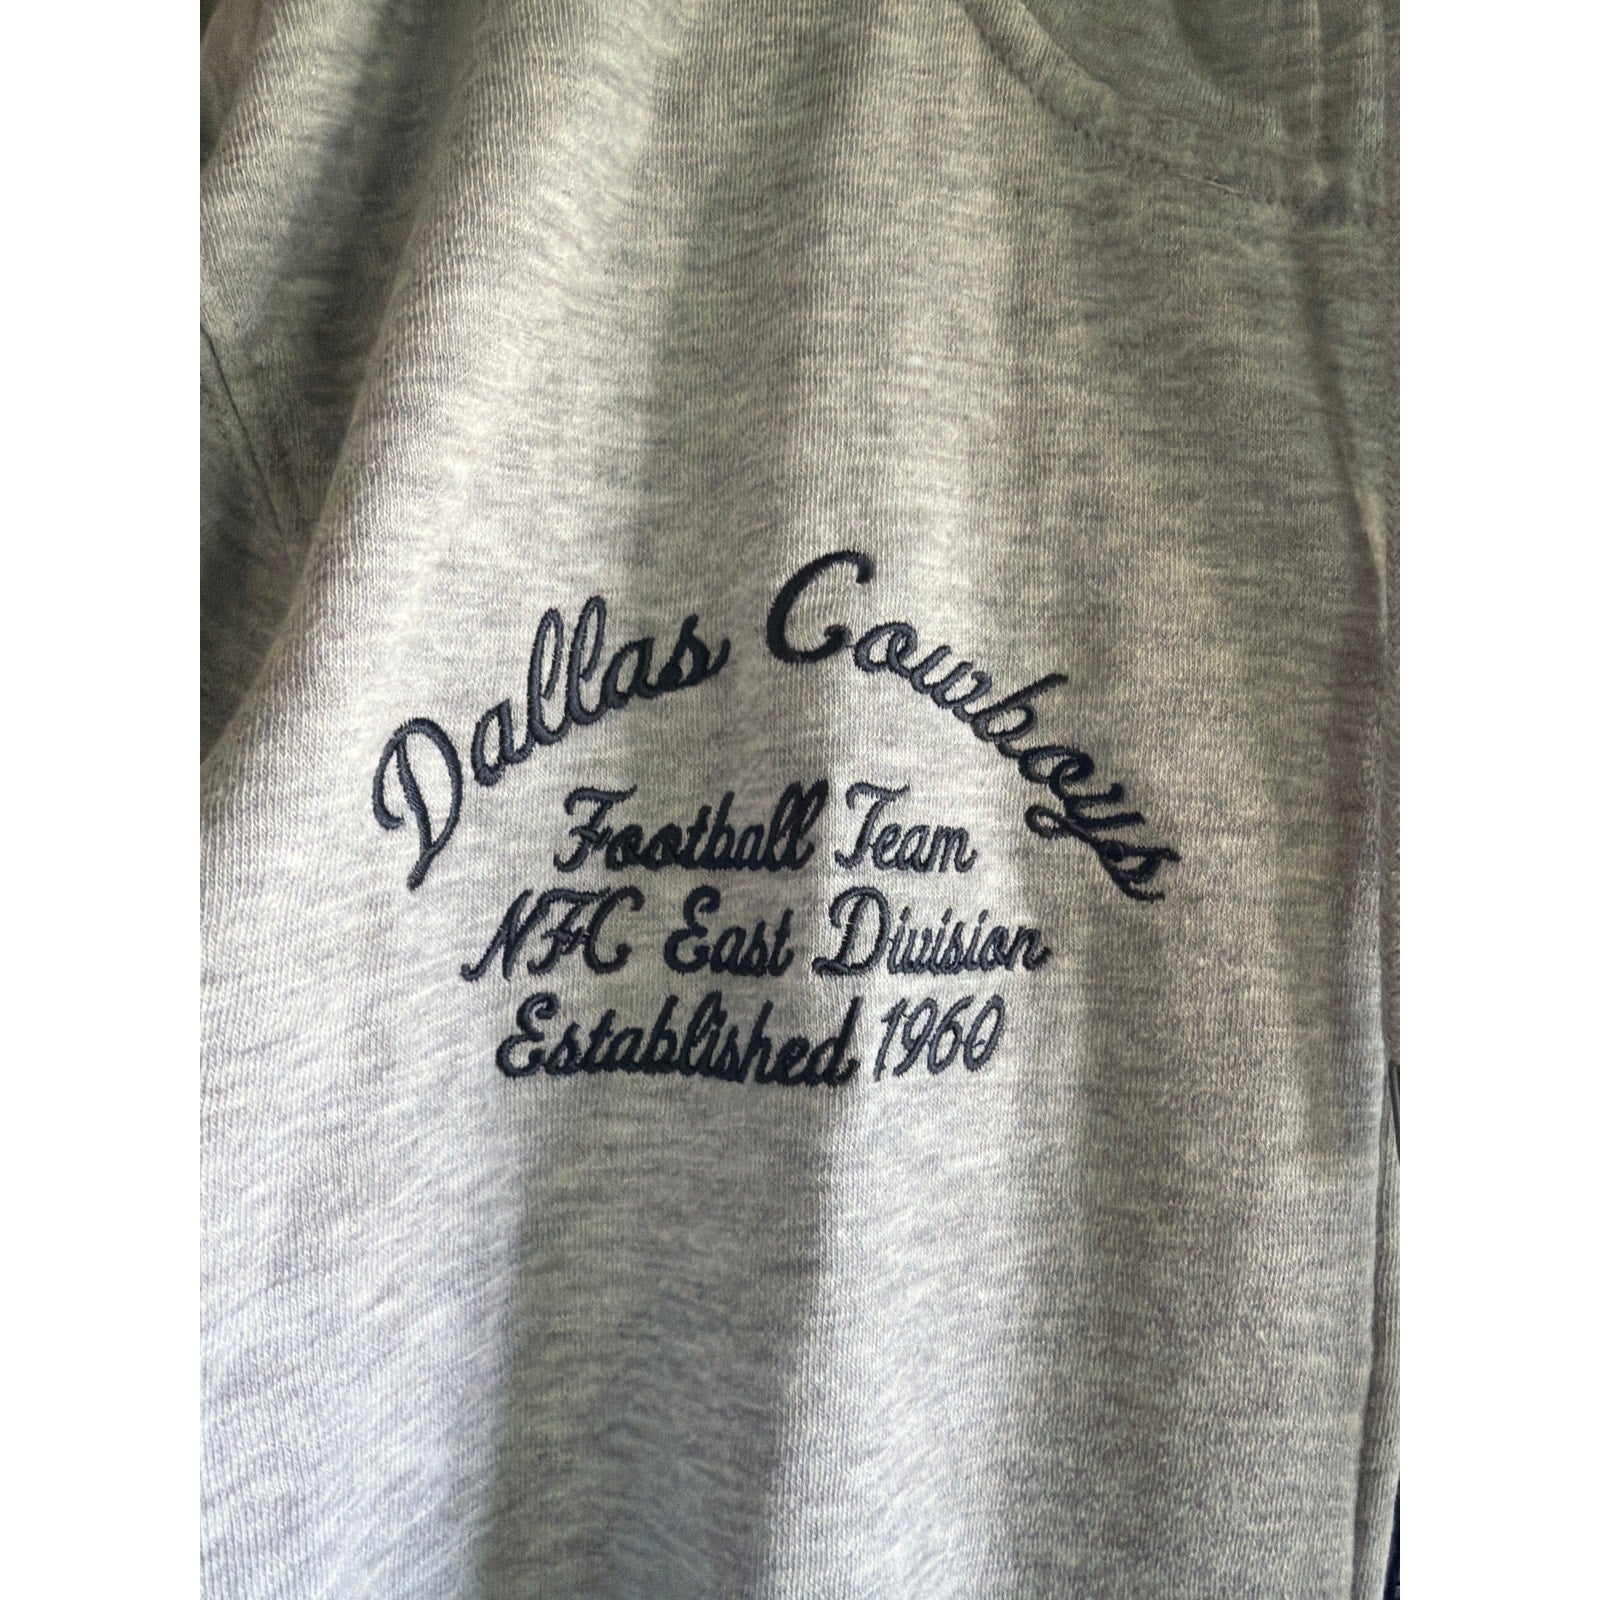 Dallas Cowboys
Football Team
NFC East Division
Established 1960